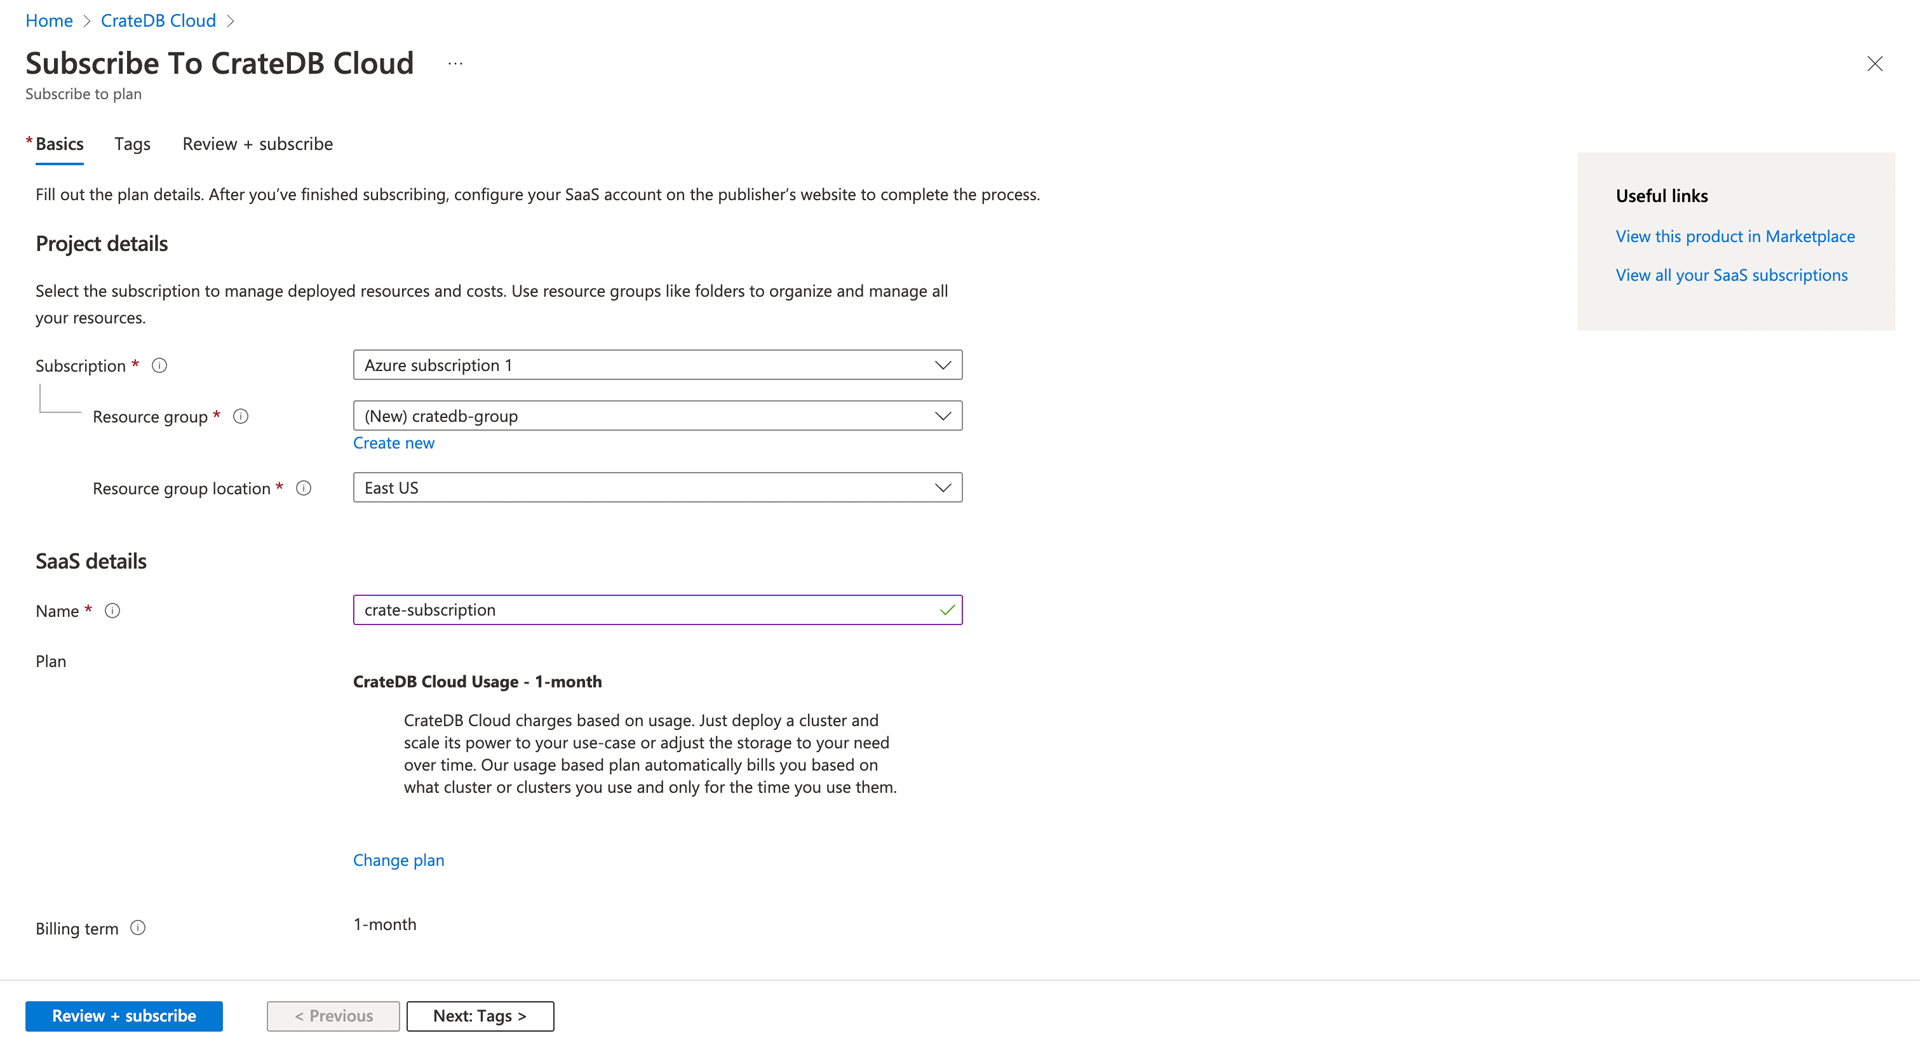 Home > CrateDB Cloud >
Subscribe To CrateDB Cloud ...
Subscribe to plan
* Basics Tags Review + subscribe
Fill out the plan details. After you’ve finished subscribing, configure your SaaS account on the publisher’s website to complete the process.
Useful links
View this product in Marketplace
View all your SaaS subscriptions
Project details
Select the subscription to manage deployed resources and costs. Use resource groups like folders to organize and manage all
your resources.
Subscription * Azure subscription 1
Resource group * (New) cratedb-group
Create new
Resource group location * East US
SaaS details
Name * crate-subscription
Plan
CrateDB Cloud Usage - 1-month
CrateDB Cloud charges based on usage. Just deploy a cluster and
scale its power to your use-case or adjust the storage to your need
over time. Our usage based plan automatically bills you based on
what cluster or clusters you use and only for the time you use them.
Change plan
Billing term 1-month
Review + subscribe < Previous Next: Tags >